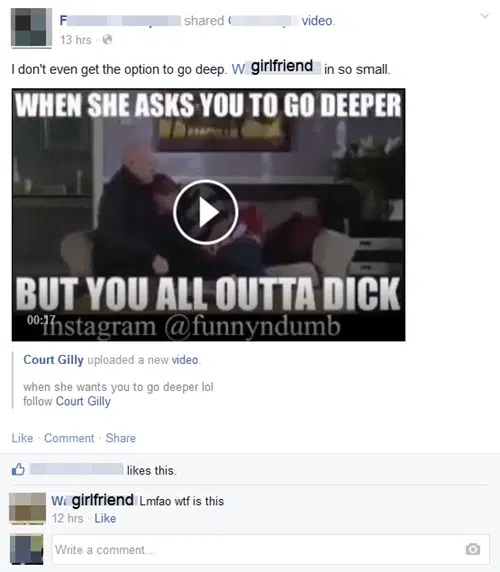 F shared video.
13 hrs ·
I don't even get the option to go deep. W girlfriend in so small.
WHEN SHE ASKS YOU TO GO DEEPER
BUT YOU ALL OUTTA DICK
00:17
Instagram @funnyndumb
Court Gilly uploaded a new video.
when she wants you to go deeper lol
follow Court Gilly
Like · Comment · Share
likes this.
Wa girlfriend Lmfao wtf is this
12 hrs · Like
Write a comment...